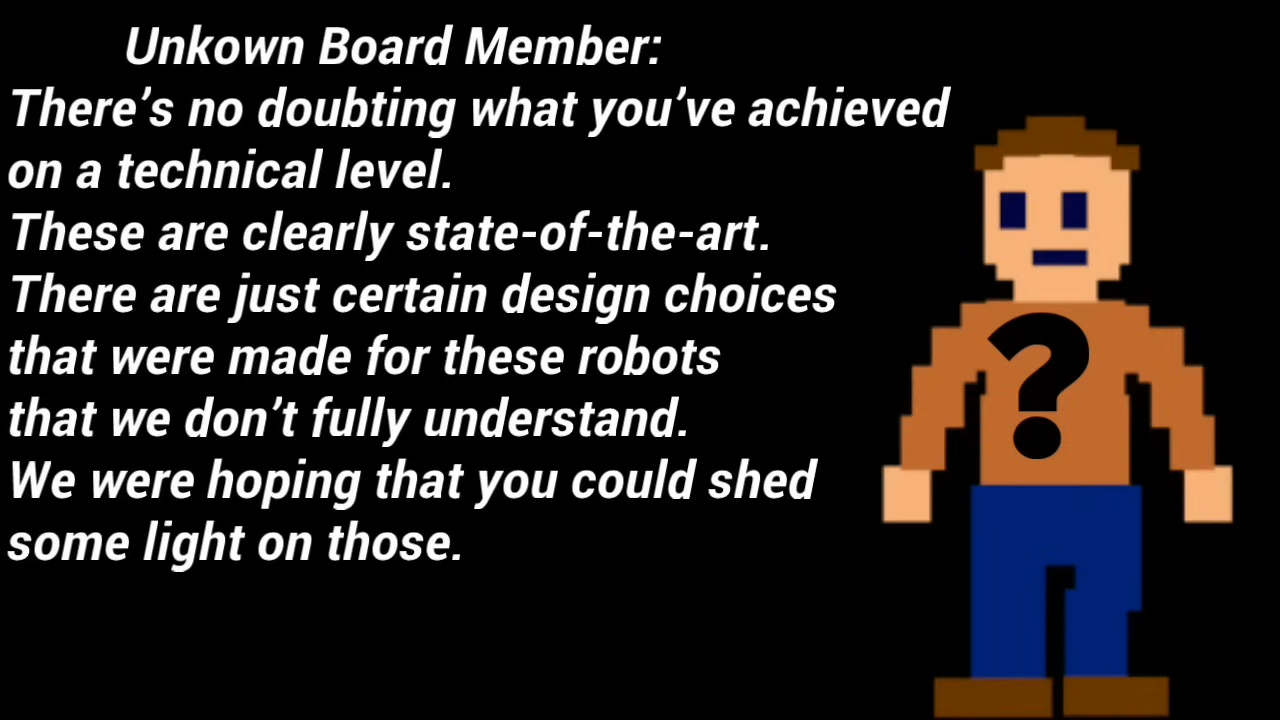 Unkown Board Member:
There’s no doubting what you’ve achieved
on a technical level.
These are clearly state-of-the-art.
There are just certain design choices
that were made for these robots
that we don’t fully understand.
We were hoping that you could shed
some light on those.
?